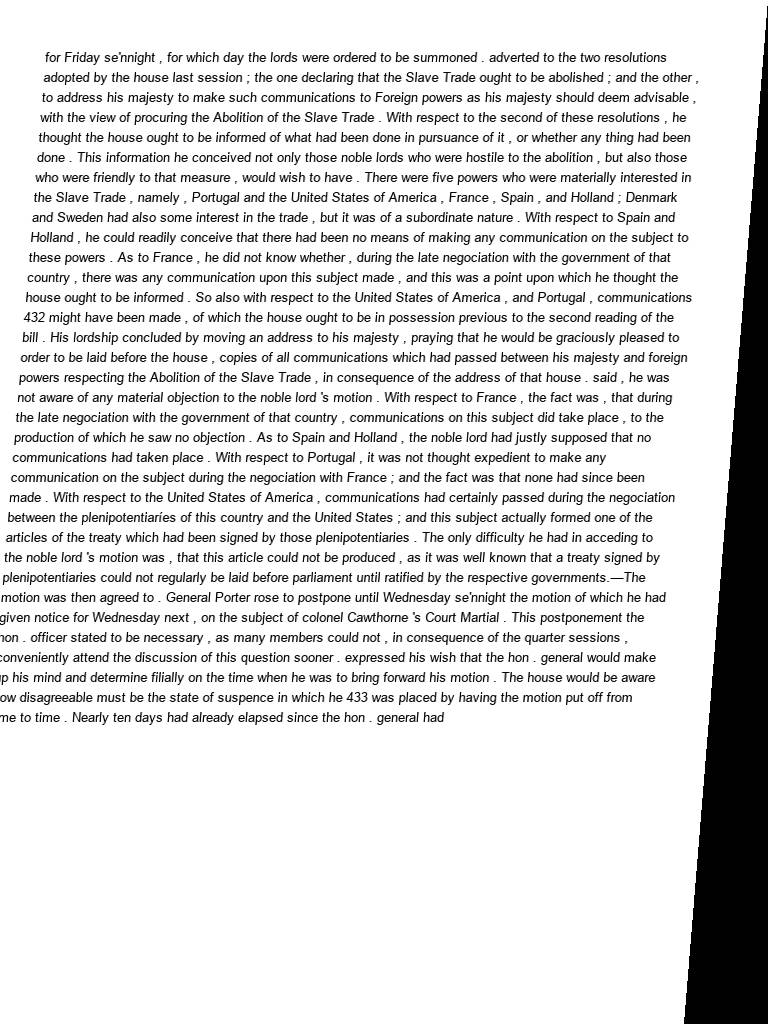 for Friday se'nnight , for which day the lords were ordered to be summoned . adverted to the two resolutions
adopted by the house last session ; the one declaring that the Slave Trade ought to be abolished ; and the other ,
to address his majesty to make such communications to Foreign powers as his majesty should deem advisable ,
with the view of procuring the Abolition of the Slave Trade . With respect to the second of these resolutions , he
thought the house ought to be informed of what had been done in pursuance of it , or whether any thing had been
done . This information he conceived not only those noble lords who were hostile to the abolition , but also those
who were friendly to that measure , would wish to have . There were five powers who were materially interested in
the Slave Trade , namely , Portugal and the United States of America , France , Spain , and Holland ; Denmark
and Sweden had also some interest in the trade , but it was of a subordinate nature . With respect to Spain and
Holland , he could readily conceive that there had been no means of making any communication on the subject to
these powers . As to France , he did not know whether , during the late negociation with the government of that
country , there was any communication upon this subject made , and this was a point upon which he thought the
house ought to be informed . So also with respect to the United States of America , and Portugal , communications
432 might have been made , of which the house ought to be in possession previous to the second reading of the
bill . His lordship concluded by moving an address to his majesty , praying that he would be graciously pleased to
order to be laid before the house , copies of all communications which had passed between his majesty and foreign
powers respecting the Abolition of the Slave Trade , in consequence of the address of that house . said , he was
not aware of any material objection to the noble lord 's motion . With respect to France , the fact was , that during
the late negociation with the government of that country , communications on this subject did take place , to the
production of which he saw no objection . As to Spain and Holland , the noble lord had justly supposed that no
communications had taken place . With respect to Portugal , it was not thought expedient to make any
communication on the subject during the negociation with France ; and the fact was that none had since been
made . With respect to the United States of America , communications had certainly passed during the negociation
between the plenipotentiaríes of this country and the United States ; and this subject actually formed one of the
articles of the treaty which had been signed by those plenipotentiaries . The only difficulty he had in acceding to
the noble lord 's motion was , that this article could not be produced , as it was well known that a treaty signed by
plenipotentiaries could not regularly be laid before parliament until ratified by the respective governments.—The
motion was then agreed to . General Porter rose to postpone until Wednesday se'nnight the motion of which he had
given notice for Wednesday next , on the subject of colonel Cawthorne 's Court Martial . This postponement the
hon . officer stated to be necessary , as many members could not , in consequence of the quarter sessions ,
conveniently attend the discussion of this question sooner . expressed his wish that the hon . general would make
up his mind and determine filially on the time when he was to bring forward his motion . The house would be aware
how disagreeable must be the state of suspence in which he 433 was placed by having the motion put off from
time to time . Nearly ten days had already elapsed since the hon . general had